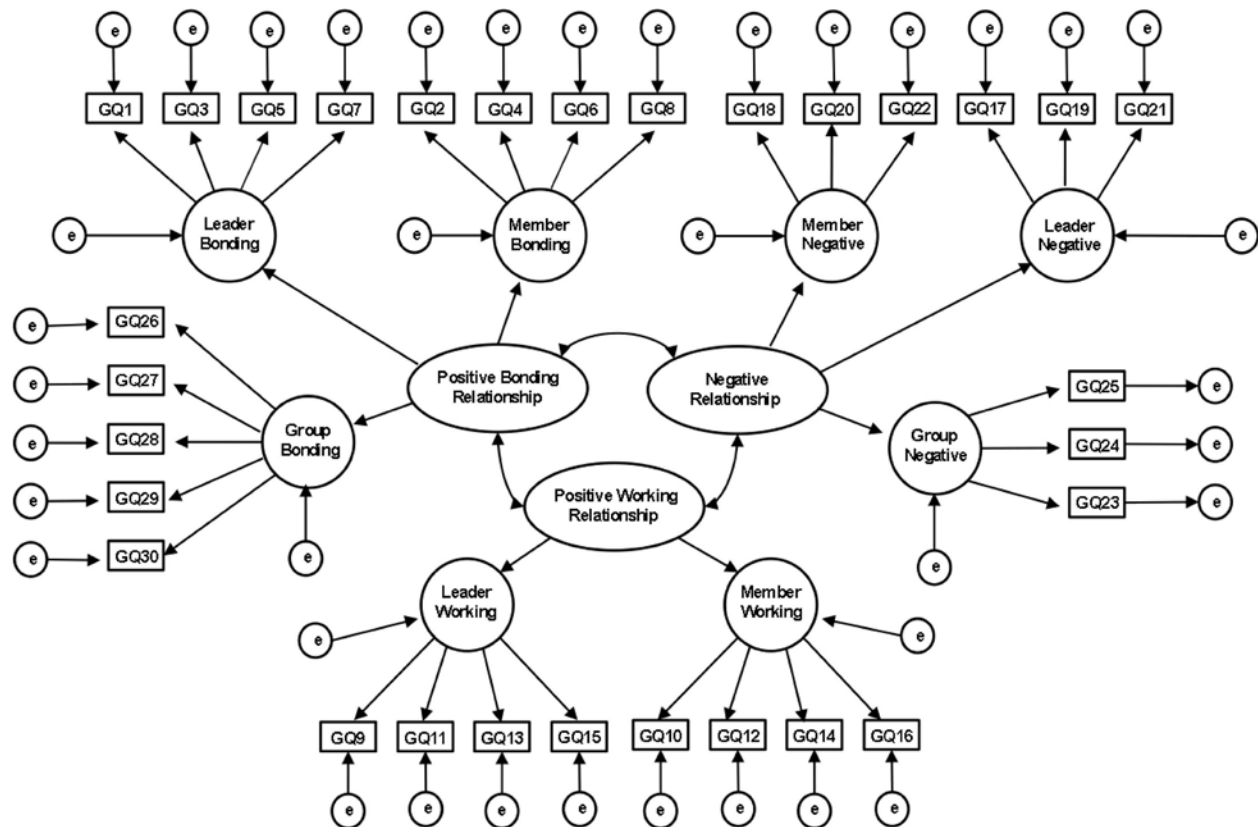 e e e e e e e e e e e e e e
GQ1 GQ3 GQ5 GQ7 GQ2 GQ4 GQ6 GQ8 GQ18 GQ20 GQ22 GQ17 GQ19 GQ21
e Leader
Bonding
e Member
Bonding
e Member
Negative
Leader
Negative e
e GQ26
e GQ27
e GQ28
e GQ29
e GQ30
Group
Bonding
e
Positive Bonding
Relationship
Negative
Relationship
Positive Working
Relationship
Group
Negative
e
GQ25 e
GQ24 e
GQ23 e
Leader
Working
e
Member
Working
e
GQ9 GQ11 GQ13 GQ15 GQ10 GQ12 GQ14 GQ16
e e e e e e e e